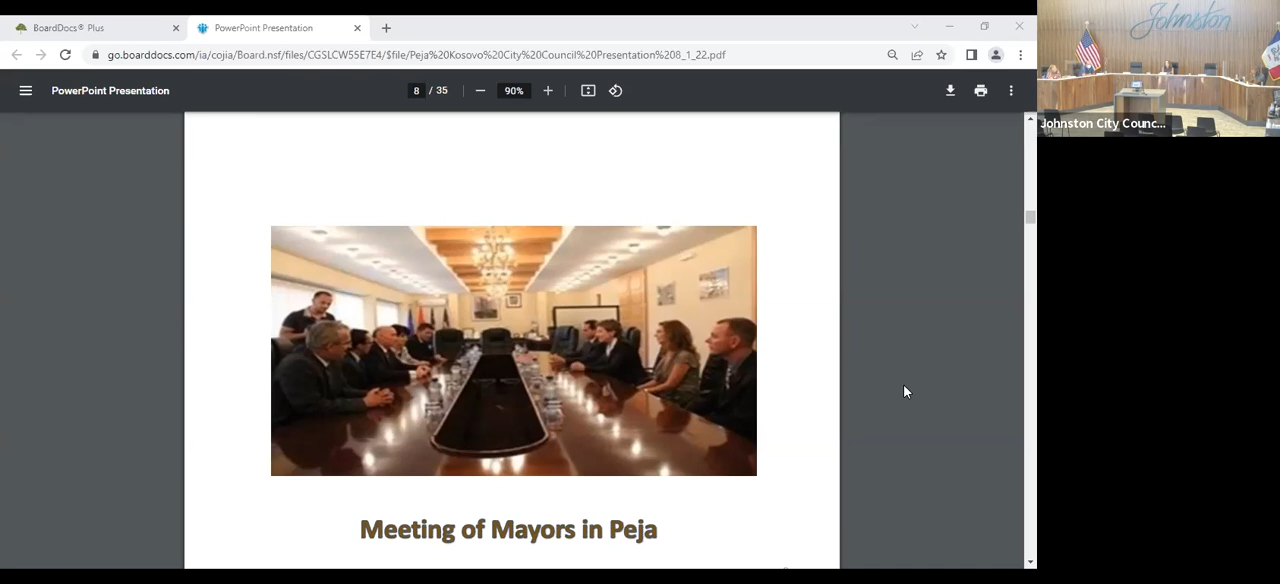 BoardDocs® Plus
PowerPoint Presentation
go.boarddocs.com/ia/cojia/Board.nsf/files/CGSLCW55E7E4/$file/Peja%20Kosovo%20City%20Council%20Presentation%208_1_22.pdf
PowerPoint Presentation
8 / 35
90%
Johnston
Johnston City Counc...
Meeting of Mayors in Peja